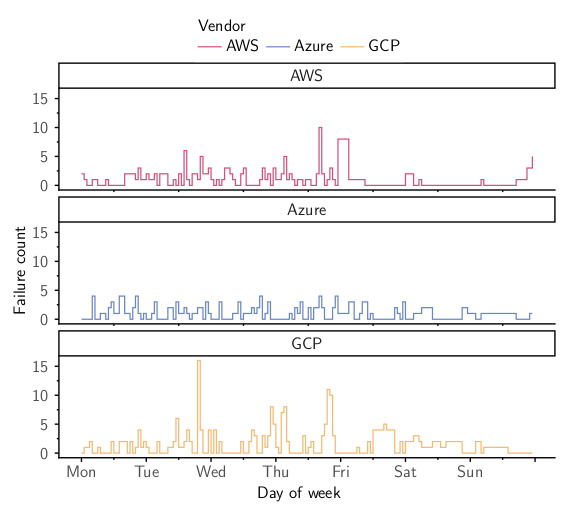 Vendor
AWS Azure GCP
AWS
15
10
5
0
Azure
15
10
5
0
Failure count
GCP
15
10
5
0
Mon Tue Wed Thu Fri Sat Sun
Day of week